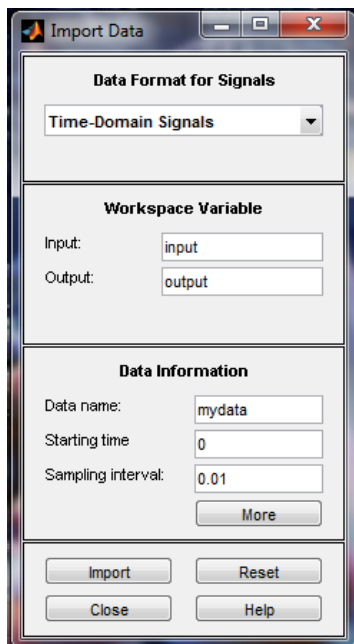 Import Data
Data Format for Signals
Time-Domain Signals
Workspace Variable
Input: input
Output: output
Data Information
Data name: mydata
Starting time 0
Sampling interval: 0.01
More
Import Reset
Close Help